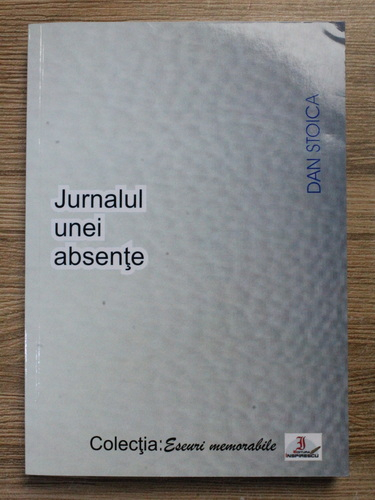 DAN STOICA
Jurnalul
unei
absenţe
Colecţia: Eseuri memorabile